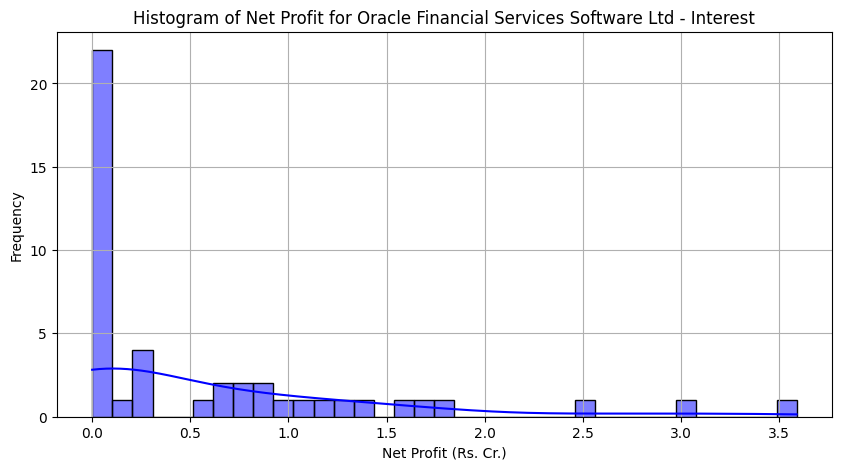 Histogram of Net Profit for Oracle Financial Services Software Ltd - Interest
20
15
10
5
0
Frequency
0.0 0.5 1.0 1.5 2.0 2.5 3.0 3.5
Net Profit (Rs. Cr.)